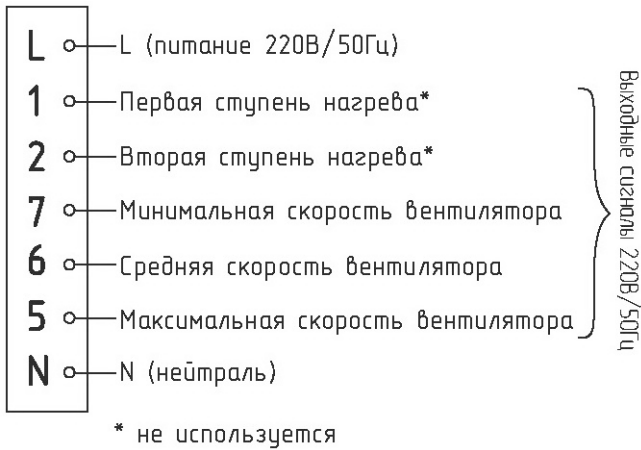 L L (питание 220В/50Гц)
1 Первая ступень нагрева*
2 Вторая ступень нагрева*
7 Минимальная скорость вентилятора
6 Средняя скорость вентилятора
5 Максимальная скорость вентилятора
N N (нейтраль)
Выходные сигналы 220В/50Гц
* не используется